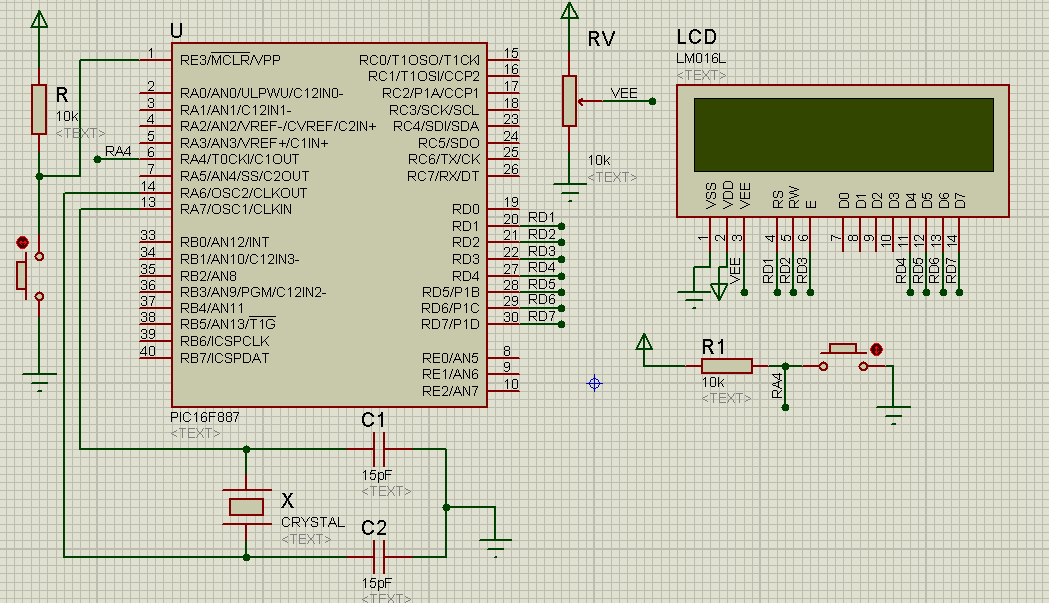 U
RE3/MCLR/VPP
RA0/AN0/ULPWU/C12IN0-
RA1/AN1/C12IN1-
RA2/AN2/VREF-/CVREF/C2IN+
RA3/AN3/VREF+/C1IN+
RA4/T0CKI/C1OUT
RA5/AN4/SS/C2OUT
RA6/OSC2/CLKOUT
RA7/OSC1/CLKIN
RB0/AN12/INT
RB1/AN10/C12IN3-
RB2/AN8
RB3/AN9/PGM/C12IN2-
RB4/AN11
RB5/AN13/T1G
RB6/ICSPCLK
RB7/ICSPDAT
1
2
3
4
5
6
7
14
13
33
34
35
36
37
38
39
40
RC0/T1OSO/T1CKI
RC1/T1OSI/CCP2
RC2/P1A/CCP1
RC3/SCK/SCL
RC4/SDI/SDA
RC5/SDO
RC6/TX/CK
RC7/RX/DT
RD0
RD1
RD2
RD3
RD4
RD5/P1B
RD6/P1C
RD7/P1D
RE0/AN5
RE1/AN6
RE2/AN7
15
16
17
18
23
24
25
26
19
20
21
22
27
28
29
30
8
9
10
RD1
RD2
RD3
RD4
RD5
RD6
RD7
PIC16F887
<TEXT>
R
10k
<TEXT>
RA4
RV
VEE
10k
<TEXT>
LCD
LM016L
<TEXT>
VSS
VDD
VEE
RS
RW
E
D0
D1
D2
D3
D4
D5
D6
D7
1
2
3
4
5
6
7
8
9
10
11
12
13
14
VEE
RD1
RD2
RD3
RD4
RD5
RD6
RD7
R1
10k
<TEXT>
RA4
C1
15pF
<TEXT>
X
CRYSTAL
<TEXT>
C2
15pF
<TEXT>